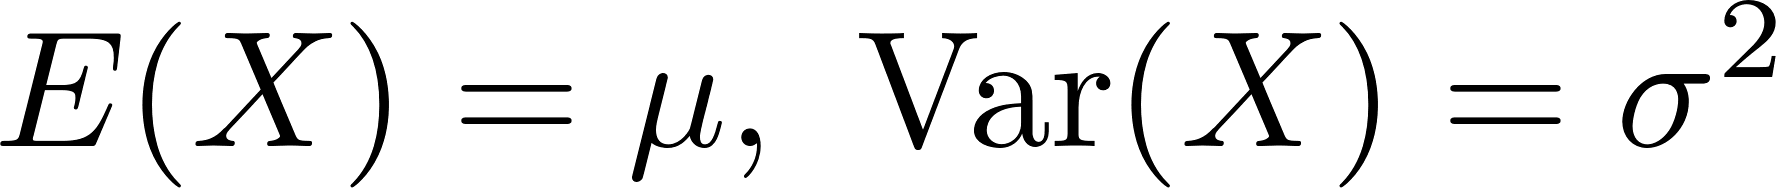 E(X) = μ, Var(X) = σ²